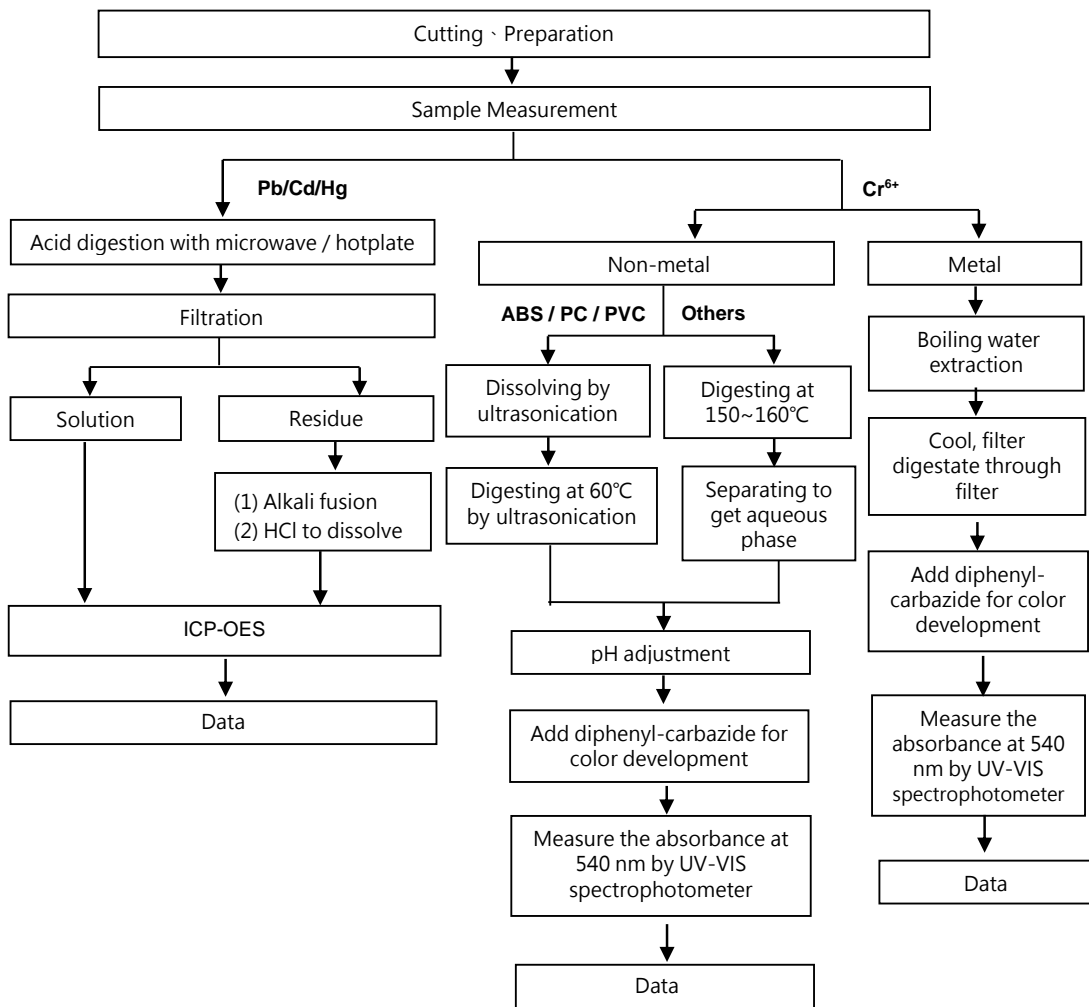 Cutting、Preparation
Sample Measurement
Pb/Cd/Hg
Cr⁶⁺
Acid digestion with microwave / hotplate
Non-metal
Metal
Filtration
ABS / PC / PVC
Others
Boiling water
extraction
Solution
Residue
Dissolving by
ultrasonication
Digesting at
150~160℃
Cool, filter
digestate through
filter
(1) Alkali fusion
(2) HCl to dissolve
Digesting at 60℃
by ultrasonication
Separating to
get aqueous
phase
Add diphenyl-
carbazide for color
development
ICP-OES
pH adjustment
Data
Add diphenyl-carbazide for
color development
Measure the
absorbance at 540
nm by UV-VIS
spectrophotometer
Measure the absorbance at
540 nm by UV-VIS
spectrophotometer
Data
Data